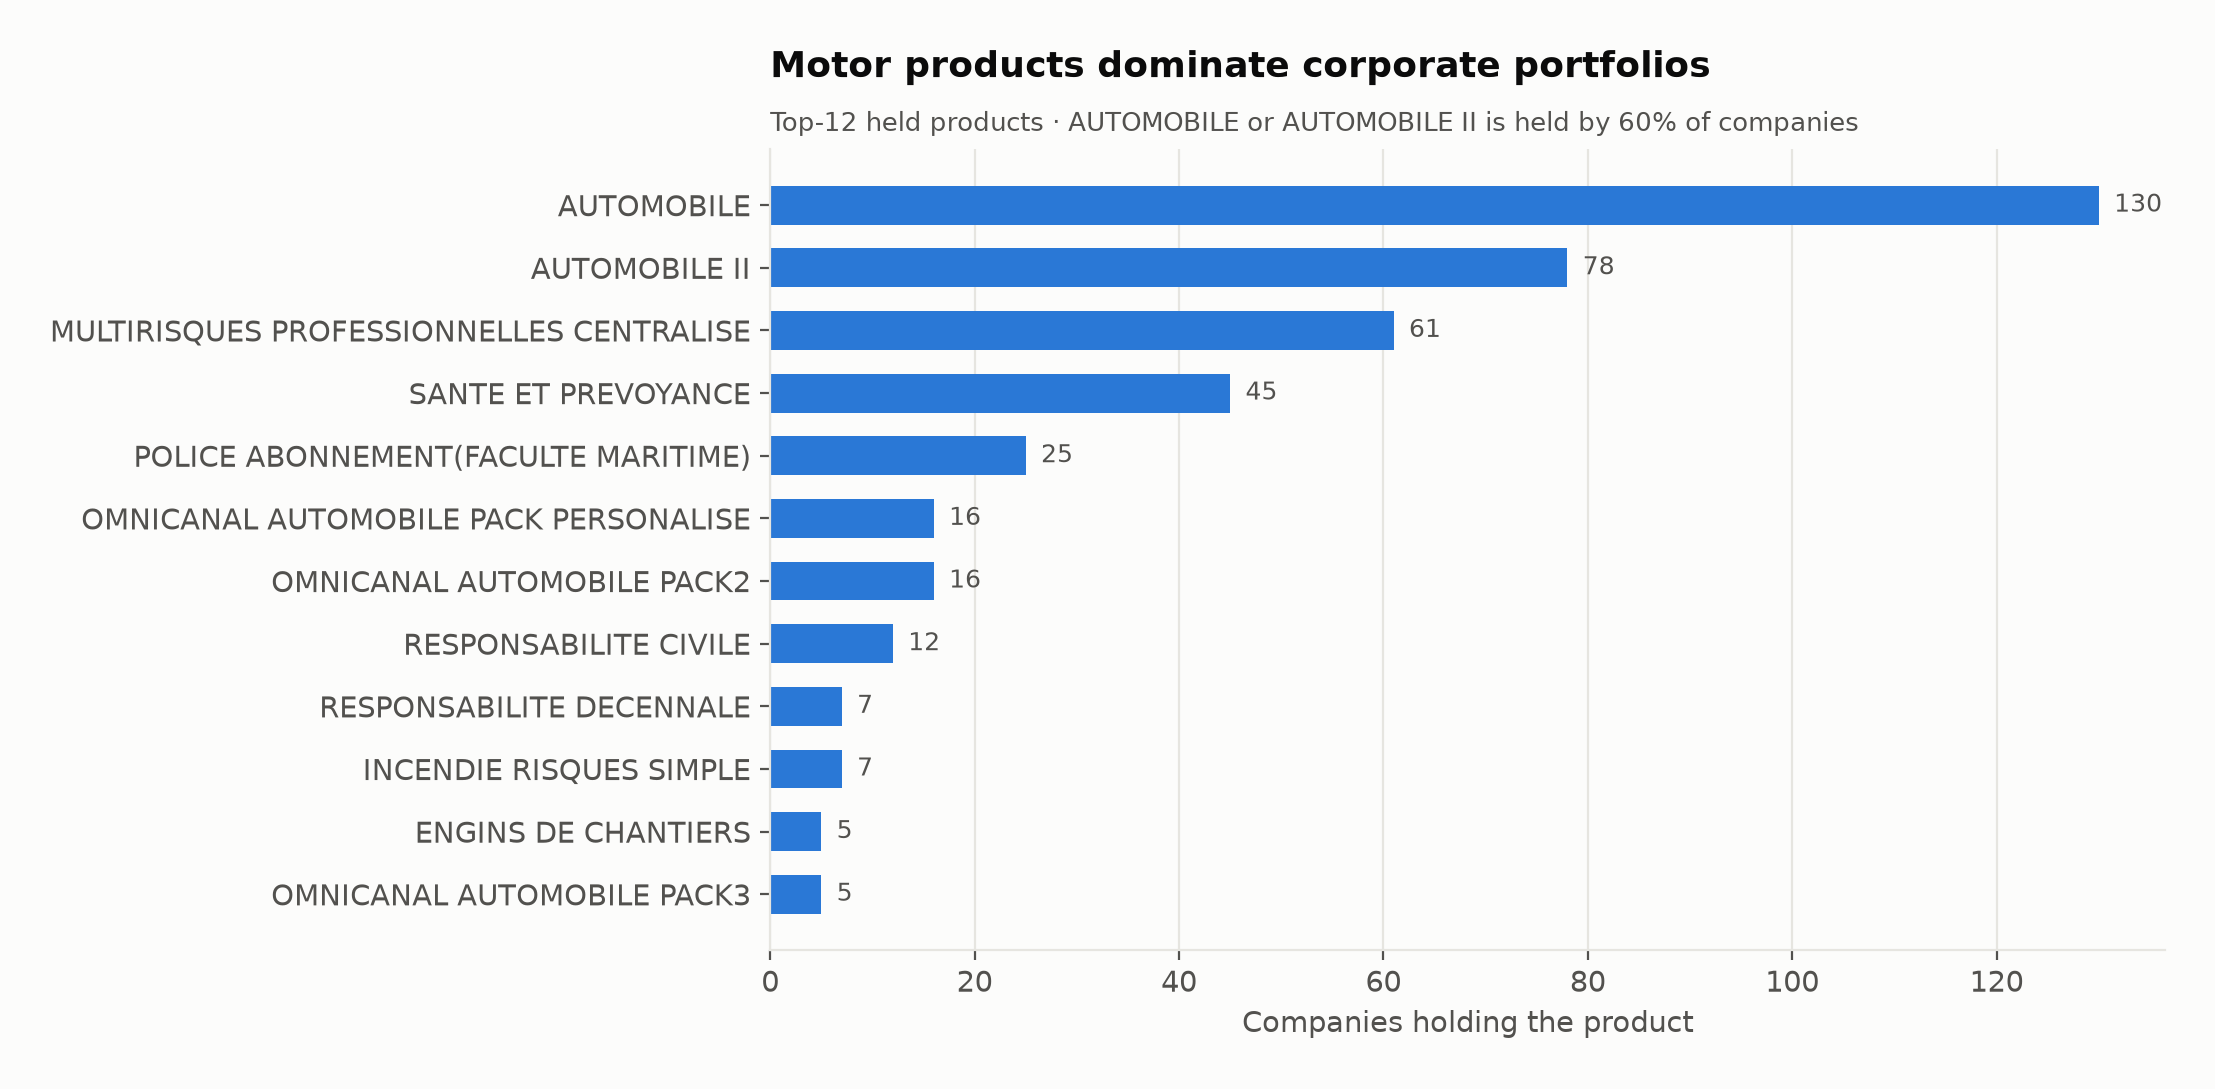 Motor products dominate corporate portfolios
Top-12 held products · AUTOMOBILE or AUTOMOBILE II is held by 60% of companies
AUTOMOBILE 130
AUTOMOBILE II 78
MULTIRISQUES PROFESSIONNELLES CENTRALISE 61
SANTE ET PREVOYANCE 45
POLICE ABONNEMENT(FACULTE MARITIME) 25
OMNICANAL AUTOMOBILE PACK PERSONALISE 16
OMNICANAL AUTOMOBILE PACK2 16
RESPONSABILITE CIVILE 12
RESPONSABILITE DECENNALE 7
INCENDIE RISQUES SIMPLE 7
ENGINS DE CHANTIERS 5
OMNICANAL AUTOMOBILE PACK3 5
0 20 40 60 80 100 120
Companies holding the product